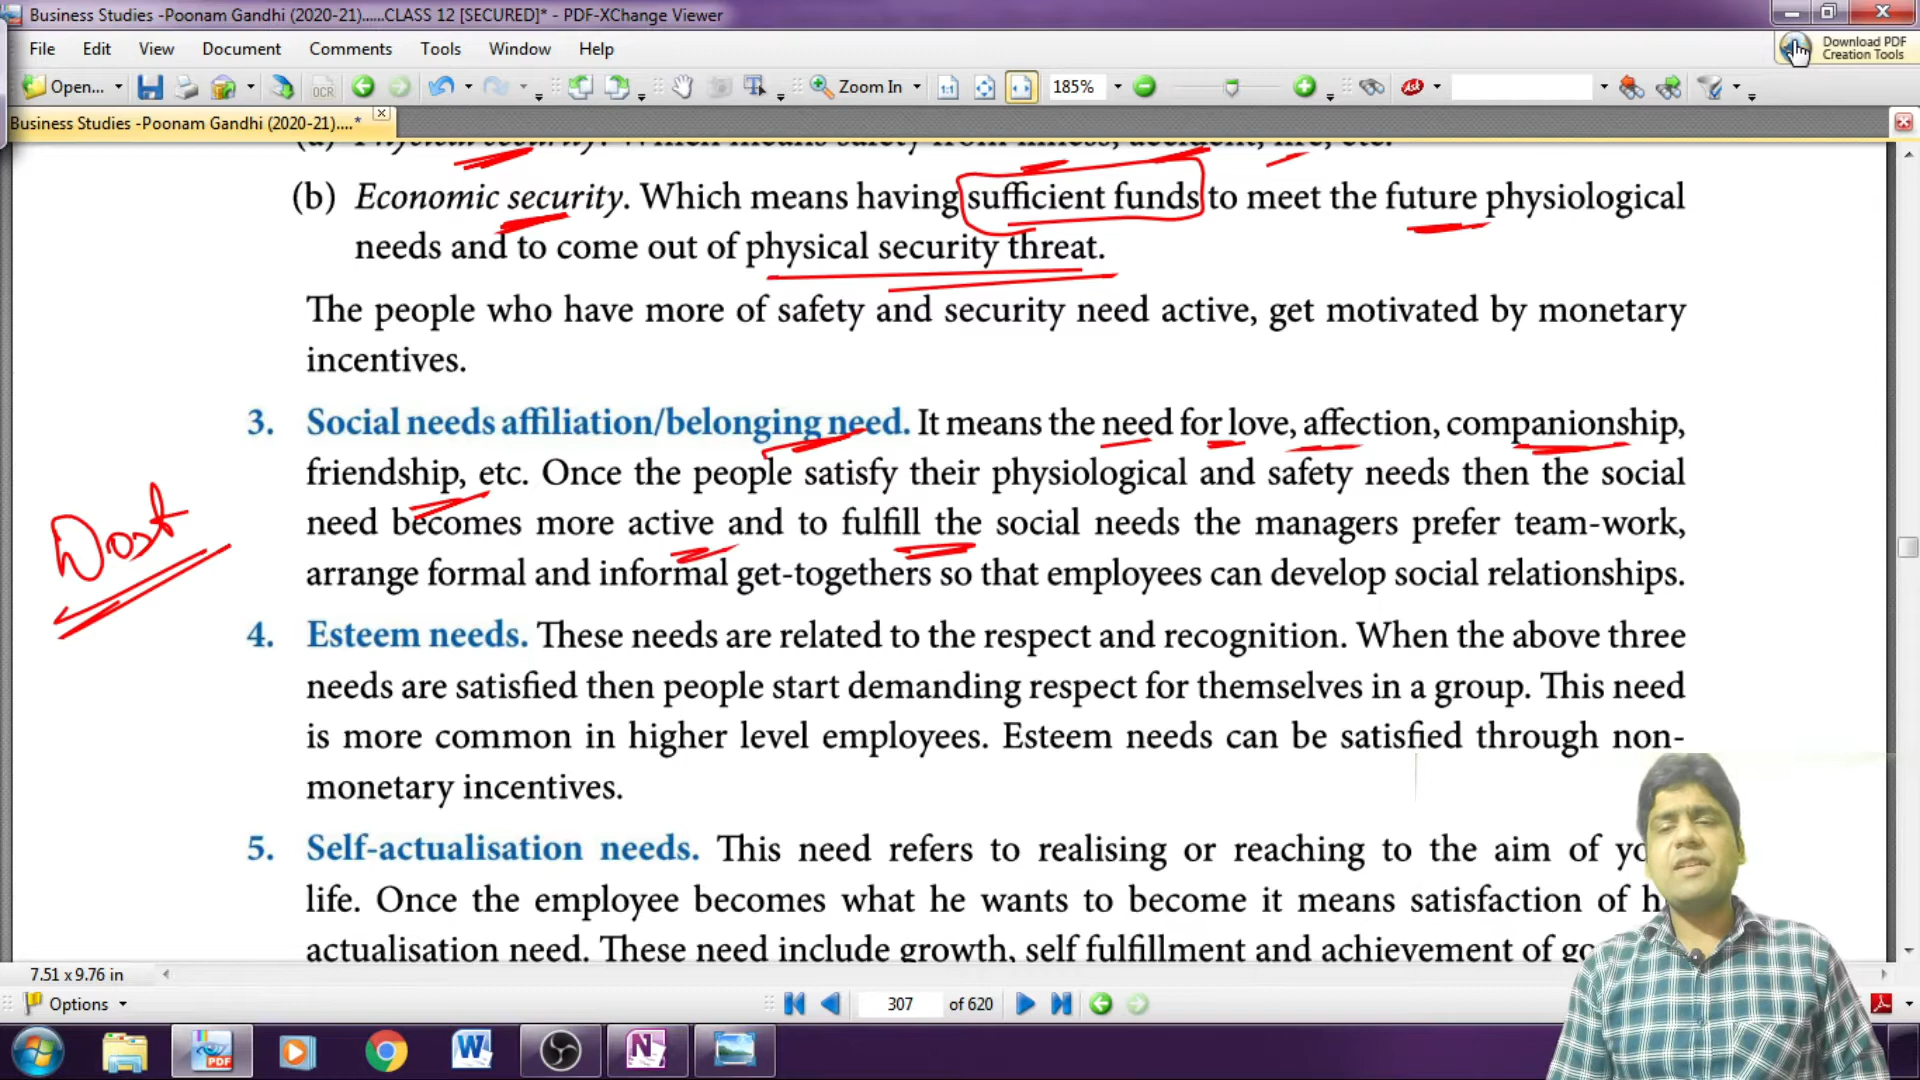 Business Studies -Poonam Gandhi (2020-21)......CLASS 12 [SECURED]* - PDF-XChange Viewer
File Edit View Document Comments Tools Window Help
Download PDF
Creation Tools
Open... OCR Zoom In 1:1 185%
Business Studies -Poonam Gandhi (2020-21)....*
(b) Economic security. Which means having sufficient funds to meet the future physiological
needs and to come out of physical security threat.
The people who have more of safety and security need active, get motivated by monetary
incentives.
3. Social needs affiliation/belonging need. It means the need for love, affection, companionship,
friendship, etc. Once the people satisfy their physiological and safety needs then the social
need becomes more active and to fulfill the social needs the managers prefer team-work,
arrange formal and informal get-togethers so that employees can develop social relationships.
Dost
4. Esteem needs. These needs are related to the respect and recognition. When the above three
needs are satisfied then people start demanding respect for themselves in a group. This need
is more common in higher level employees. Esteem needs can be satisfied through non-
monetary incentives.
5. Self-actualisation needs. This need refers to realising or reaching to the aim of yo
life. Once the employee becomes what he wants to become it means satisfaction of h
actualisation need. These need include growth, self fulfillment and achievement of go
7.51 x 9.76 in
Options 307 of 620